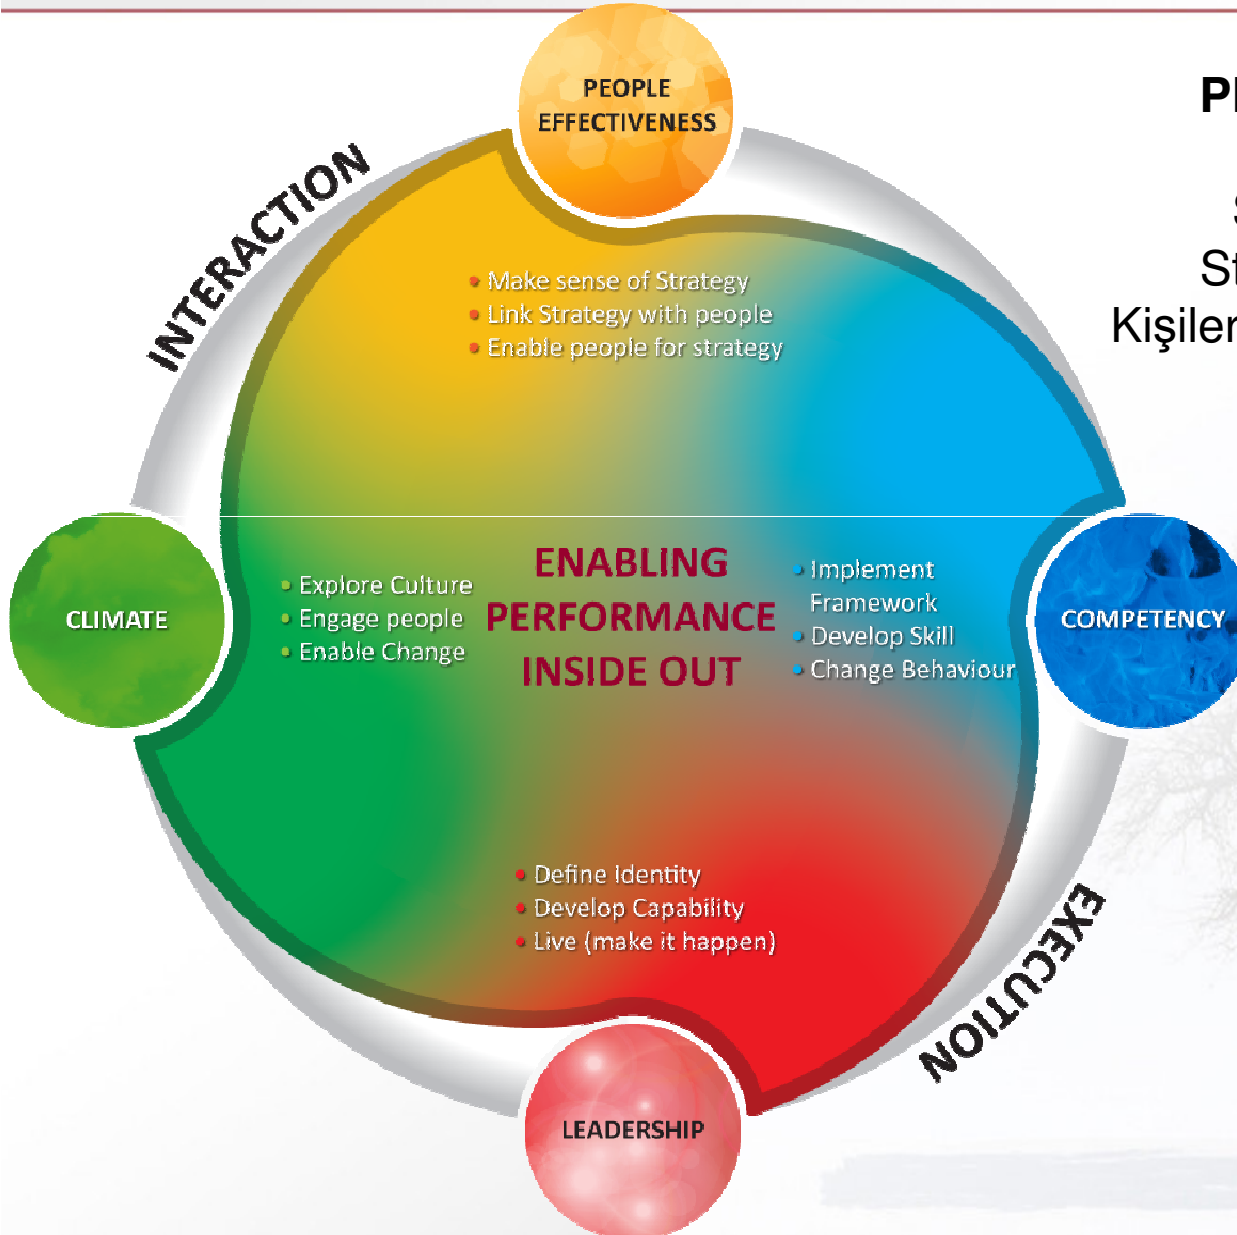 PEOPLE
EFFECTIVENESS
INTERACTION
• Make sense of Strategy
• Link Strategy with people
• Enable people for strategy
Kişiler
CLIMATE
• Explore Culture
• Engage people
• Enable Change
ENABLING
PERFORMANCE
INSIDE OUT
• Implement
Framework
• Develop Skill
• Change Behaviour
COMPETENCY
• Define Identity
• Develop Capability
• Live (make it happen)
EXECUTION
LEADERSHIP